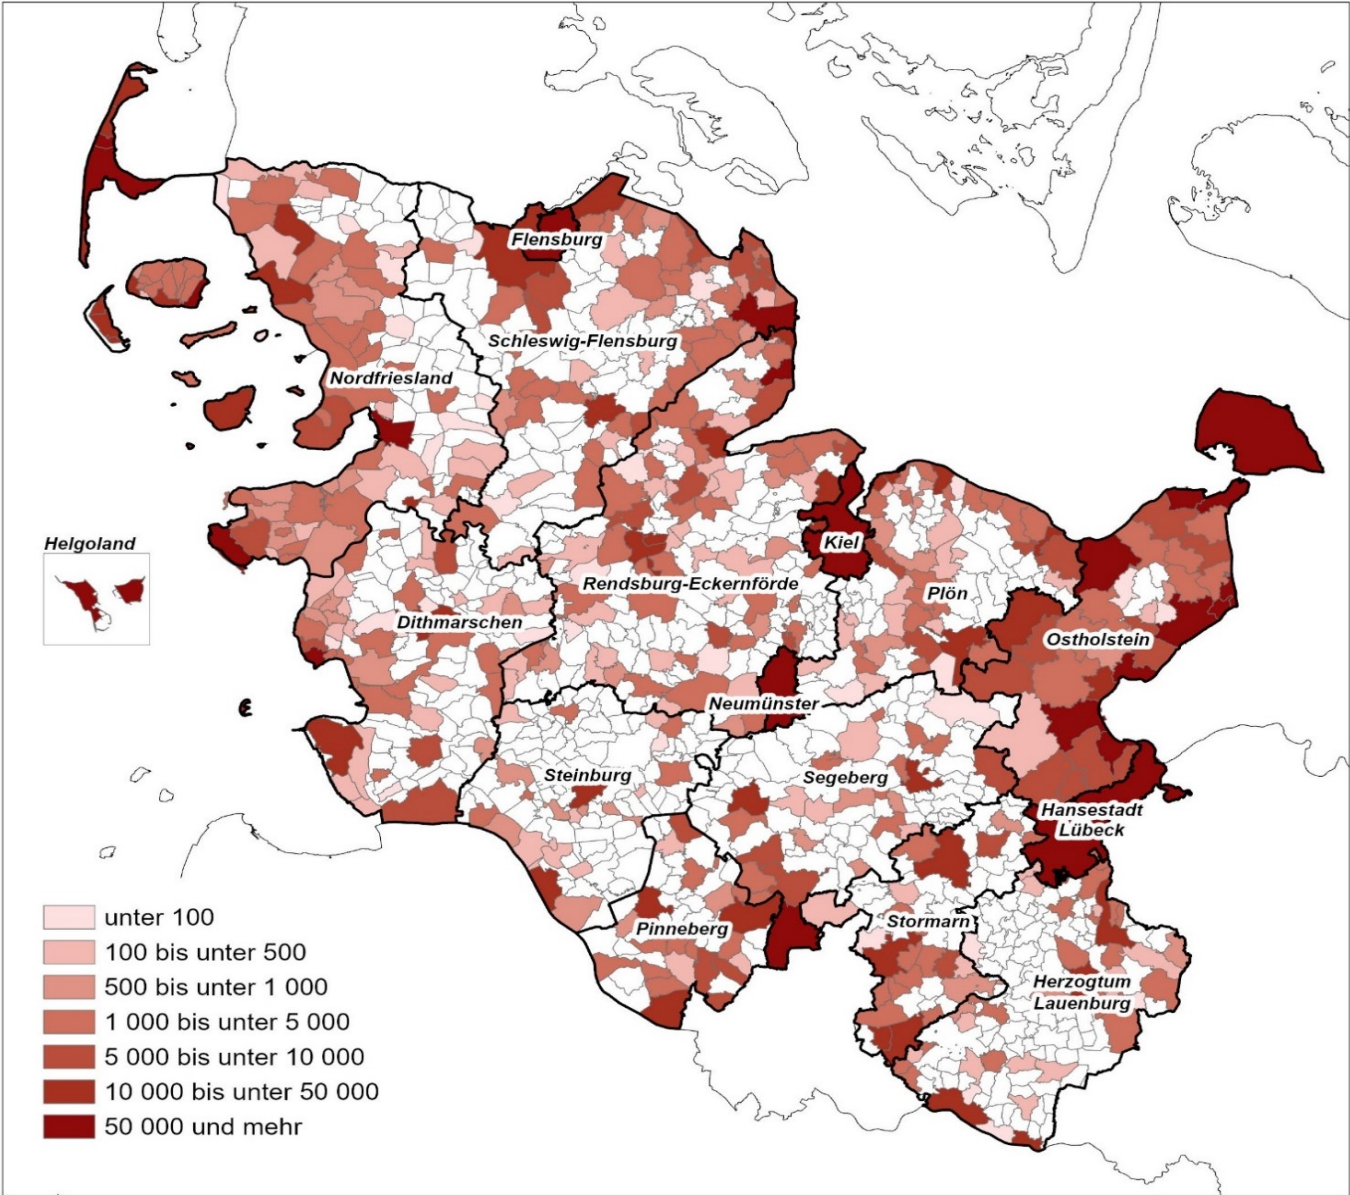 Flensburg
Schleswig-Flensburg
Nordfriesland
Helgoland
Kiel
Rendsburg-Eckernförde
Plön
Dithmarschen
Ostholstein
Neumünster
Steinburg
Segeberg
Hansestadt
Lübeck
Stormarn
Pinneberg
Herzogtum
Lauenburg
unter 100
100 bis unter 500
500 bis unter 1 000
1 000 bis unter 5 000
5 000 bis unter 10 000
10 000 bis unter 50 000
50 000 und mehr